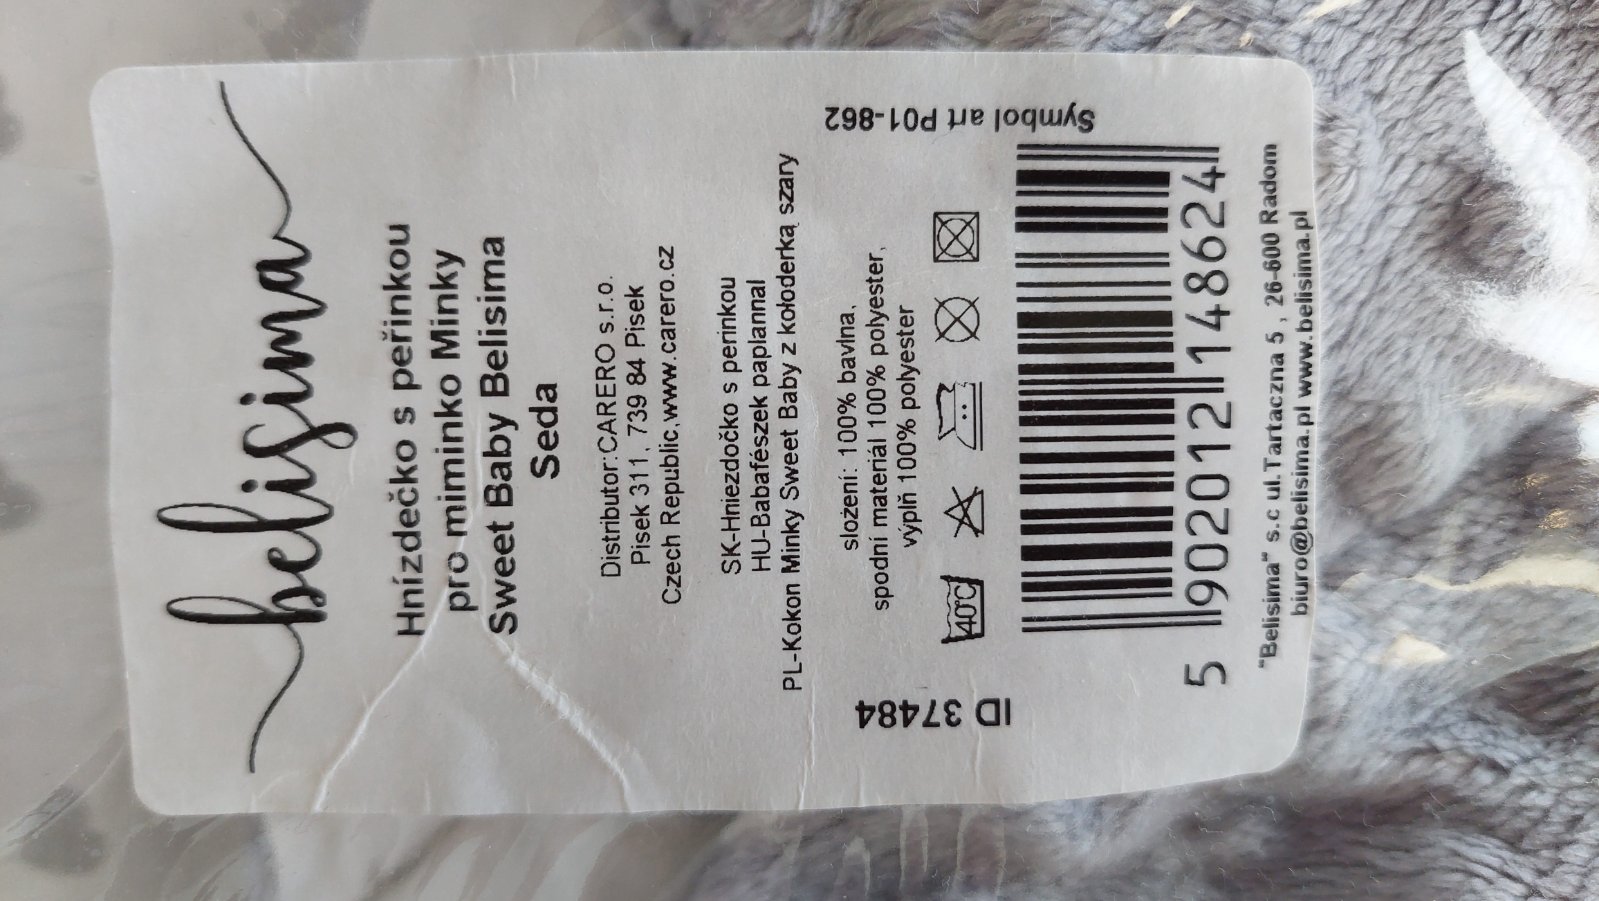 belisima
Hnízdečko s peřinkou
pro miminko Minky
Sweet Baby Belisima
Seda
Distributor:CARERO s.r.o.
Pisek 311, 739 84 Pisek
Czech Republic,www.carero.cz
SK-Hniezdočko s perinkou
HU-Babafészek paplannal
PL-Kokon Minky Sweet Baby z kołoderką szary
složení: 100% bavlna,
spodní materiál 100% polyester,
výplň 100% polyester
40°C
ID 37484
Symbol art P01-862
5 902012 148624
"Belisima" s.c ul.Tartaczna 5 , 26-600 Radom
biuro@belisima.pl www.belisima.pl